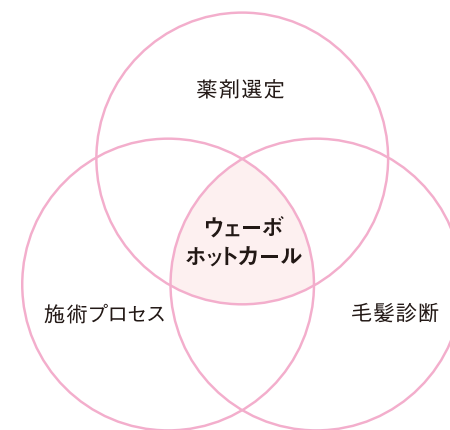 薬剤選定
ウェーボ
ホットカール
施術プロセス
毛髪診断